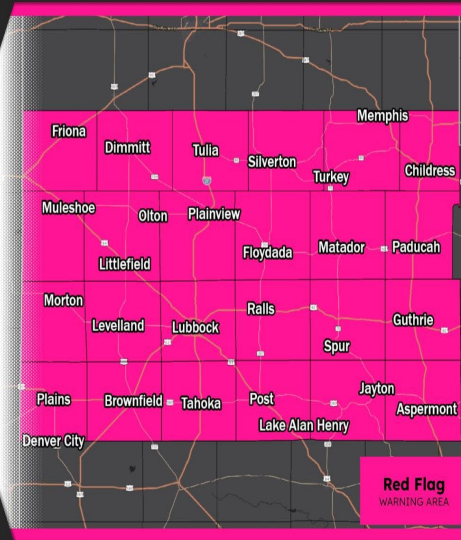 Memphis
Friona
Dimmitt
Tulia
Silverton
Turkey
Childress
Muleshoe
Olton
Plainview
Floydada
Matador
Paducah
Littlefield
Morton
Levelland
Lubbock
Ralls
Spur
Guthrie
Plains
Brownfield
Tahoka
Post
Jayton
Aspermont
Lake Alan Henry
Denver City
Red Flag
WARNING AREA